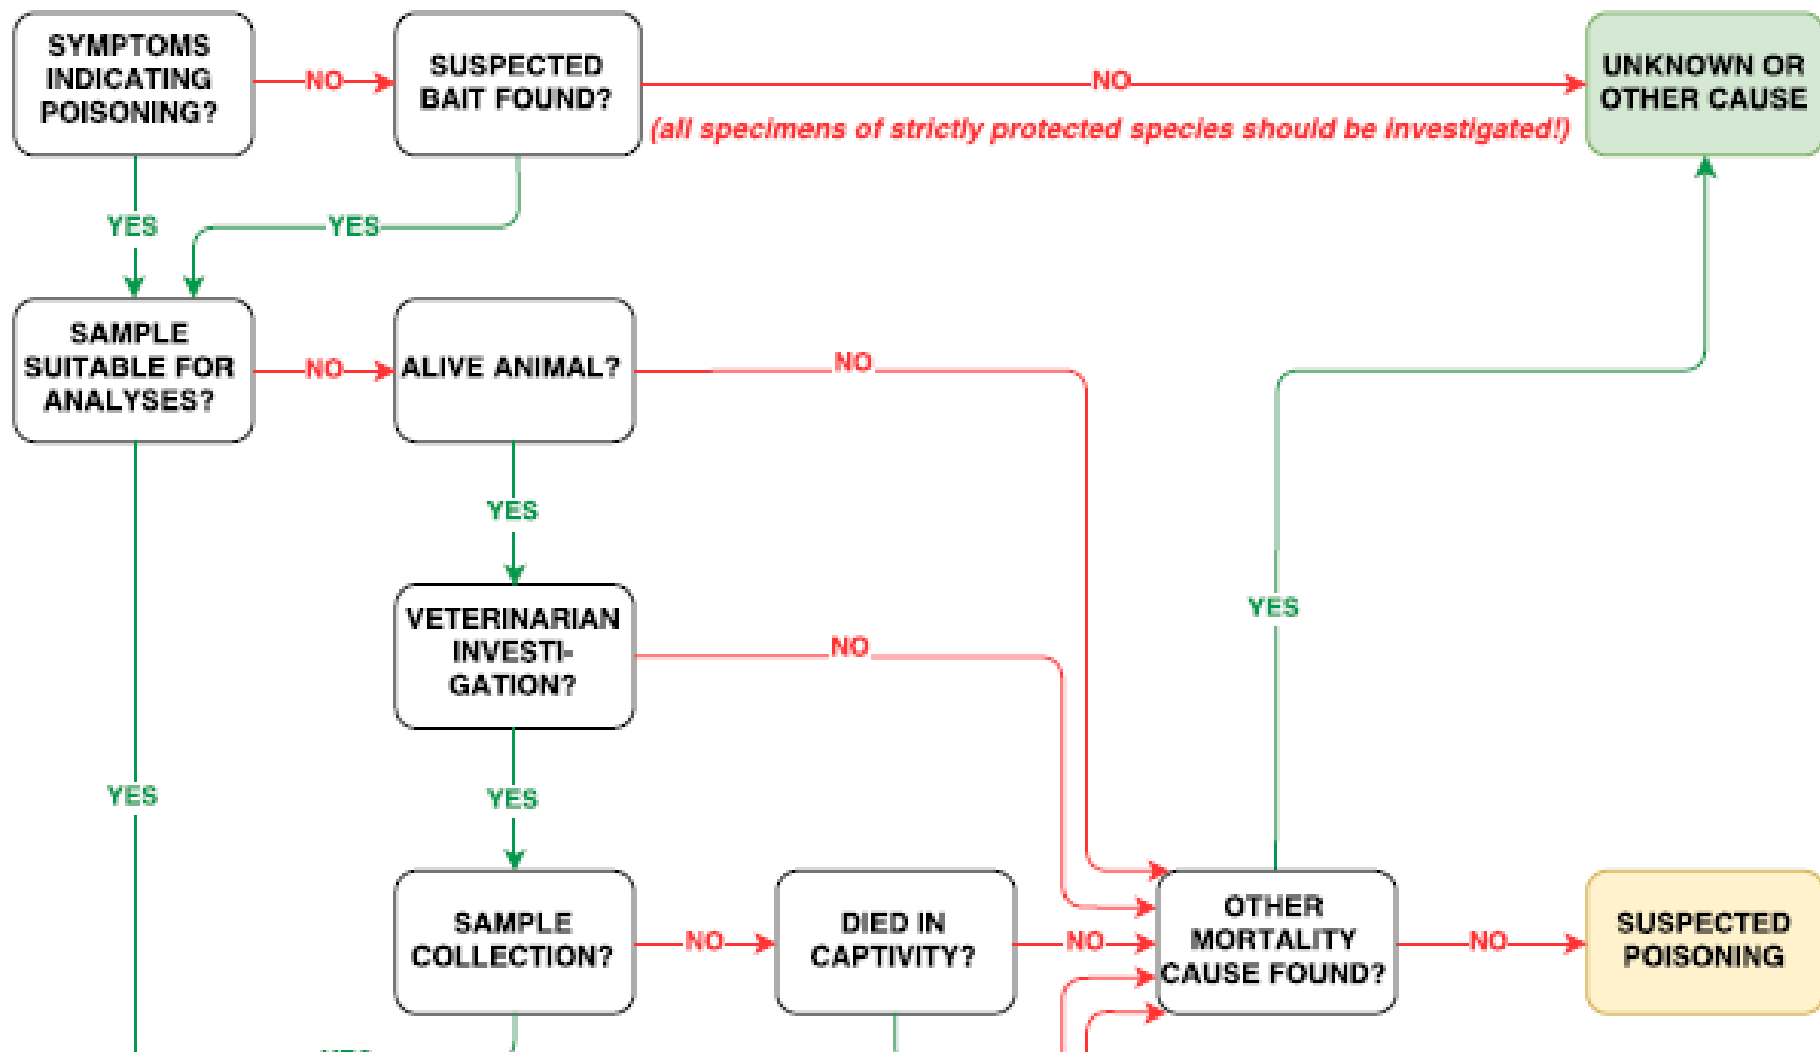 SYMPTOMS
INDICATING
POISONING?
NO
SUSPECTED
BAIT FOUND?
NO
(all specimens of strictly protected species should be investigated!)
UNKNOWN OR
OTHER CAUSE
YES
YES
SAMPLE
SUITABLE FOR
ANALYSES?
NO
ALIVE ANIMAL?
NO
YES
VETERINARIAN
INVESTI-
GATION?
NO
YES
YES
YES
SAMPLE
COLLECTION?
NO
DIED IN
CAPTIVITY?
NO
OTHER
MORTALITY
CAUSE FOUND?
NO
SUSPECTED
POISONING